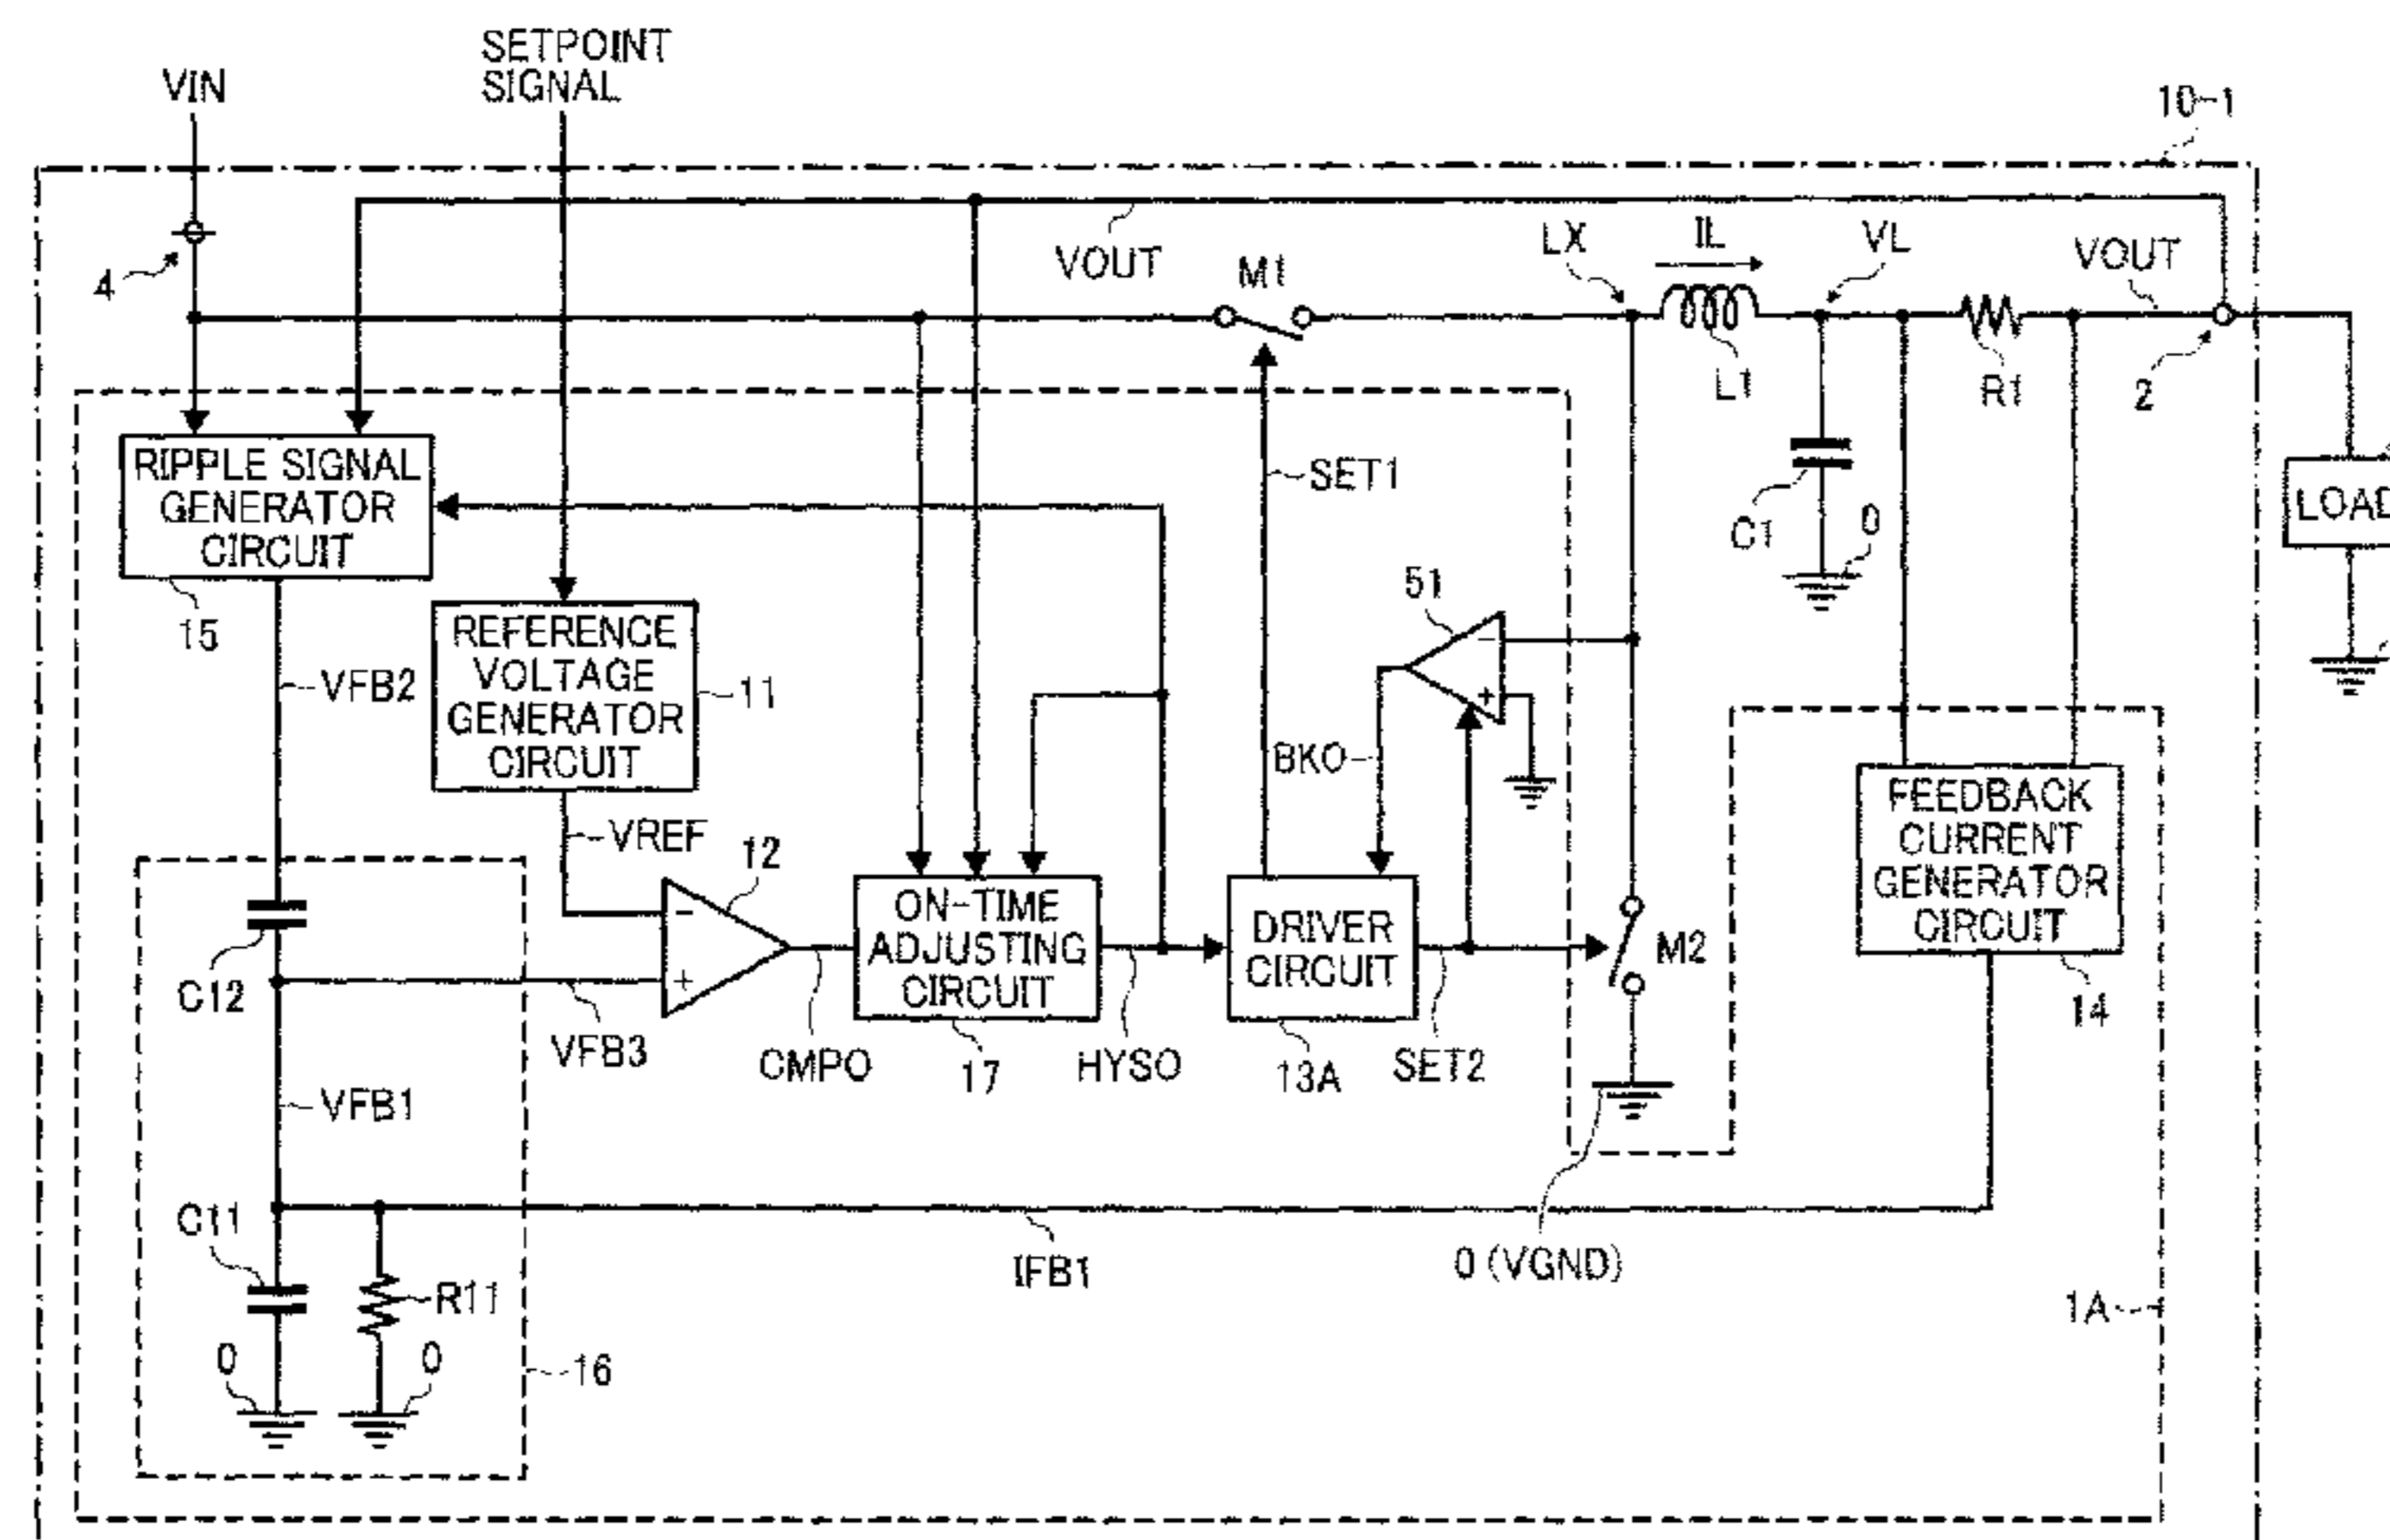 SETPOINT
SIGNAL
VIN
10-1
4
VOUT
M1
LX
IL
VL
VOUT
L1
R1
2
RIPPLE SIGNAL
GENERATOR
CIRCUIT
15
SET1
C1
0
LOAD
51
REFERENCE
VOLTAGE
GENERATOR
CIRCUIT
11
VFB2
-
+
BKO
VREF
12
FEEDBACK
CURRENT
GENERATOR
CIRCUIT
14
C12
-
+
ON-TIME
ADJUSTING
CIRCUIT
DRIVER
CIRCUIT
M2
VFB3
CMPO
17
HYSO
13A
SET2
VFB1
C11
R11
IFB1
0 (VGND)
1A
0
0
16